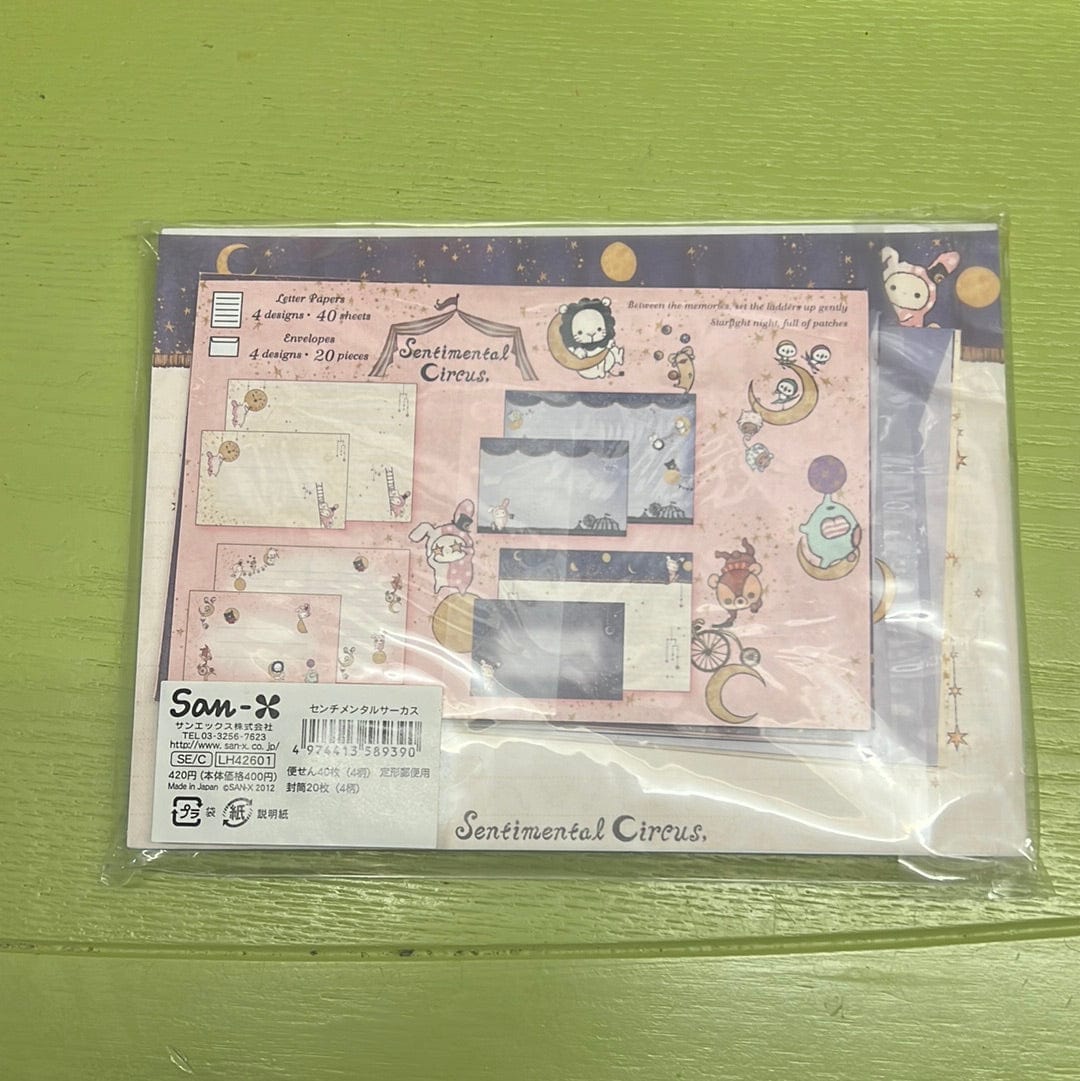 Letter Papers
4 designs・40 sheets
Envelopes
4 designs・20 pieces
Sentimental
Circus,
Between the memories, set the ladders up gently
Starlight night, full of patches
San-X
サンエックス株式会社
TEL 03-3256-7623
http://www.san-x.co.jp/
SE/C LH42601
420円(本体価格400円)
Made in Japan ©SAN-X 2012
プラ 袋 紙 説明紙
センチメンタルサーカス
4 974413 589390
便せん40枚(4柄) 定形郵便用
封筒20枚(4柄)
Sentimental Circus,